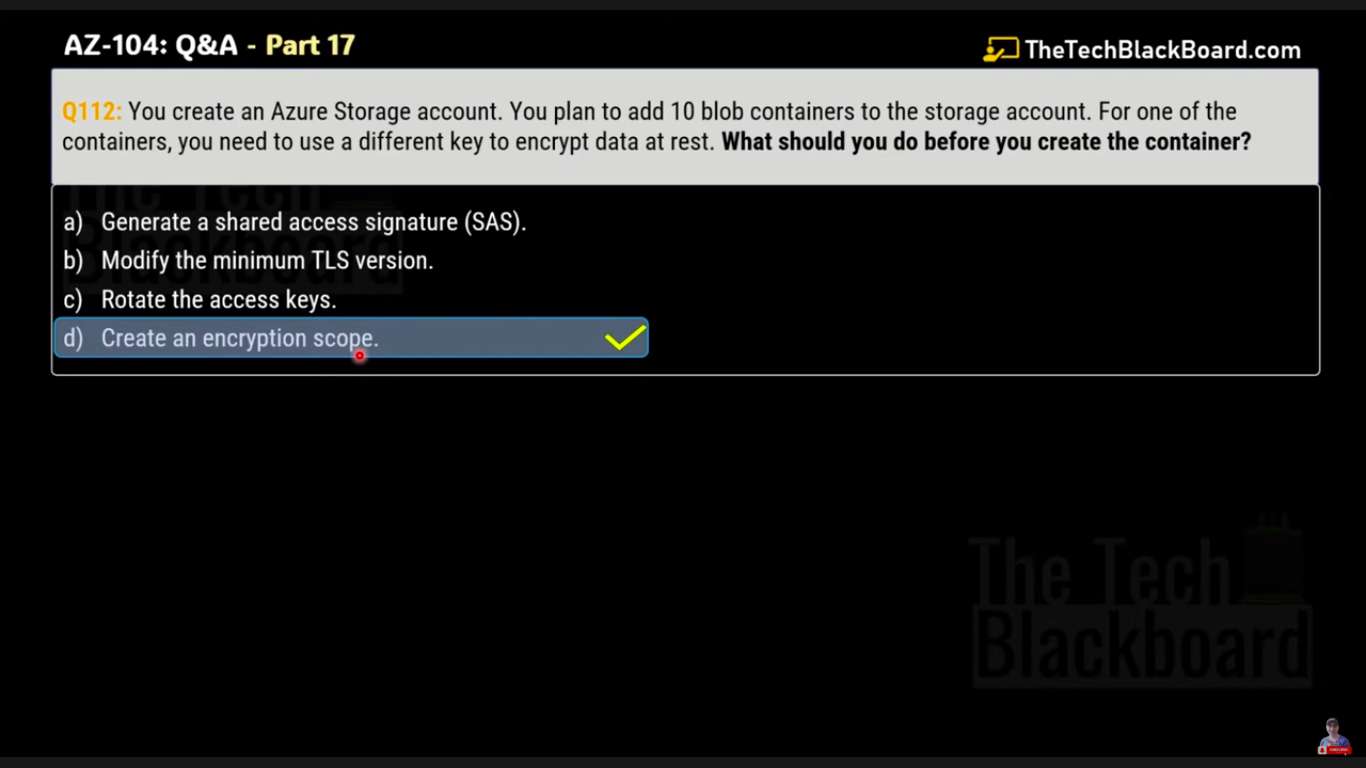 AZ-104: Q&A - Part 17
TheTechBlackBoard.com
Q112: You create an Azure Storage account. You plan to add 10 blob containers to the storage account. For one of the
containers, you need to use a different key to encrypt data at rest. What should you do before you create the container?
a) Generate a shared access signature (SAS).
b) Modify the minimum TLS version.
c) Rotate the access keys.
d) Create an encryption scope.
The Tech
Blackboard
The Tech
Blackboard